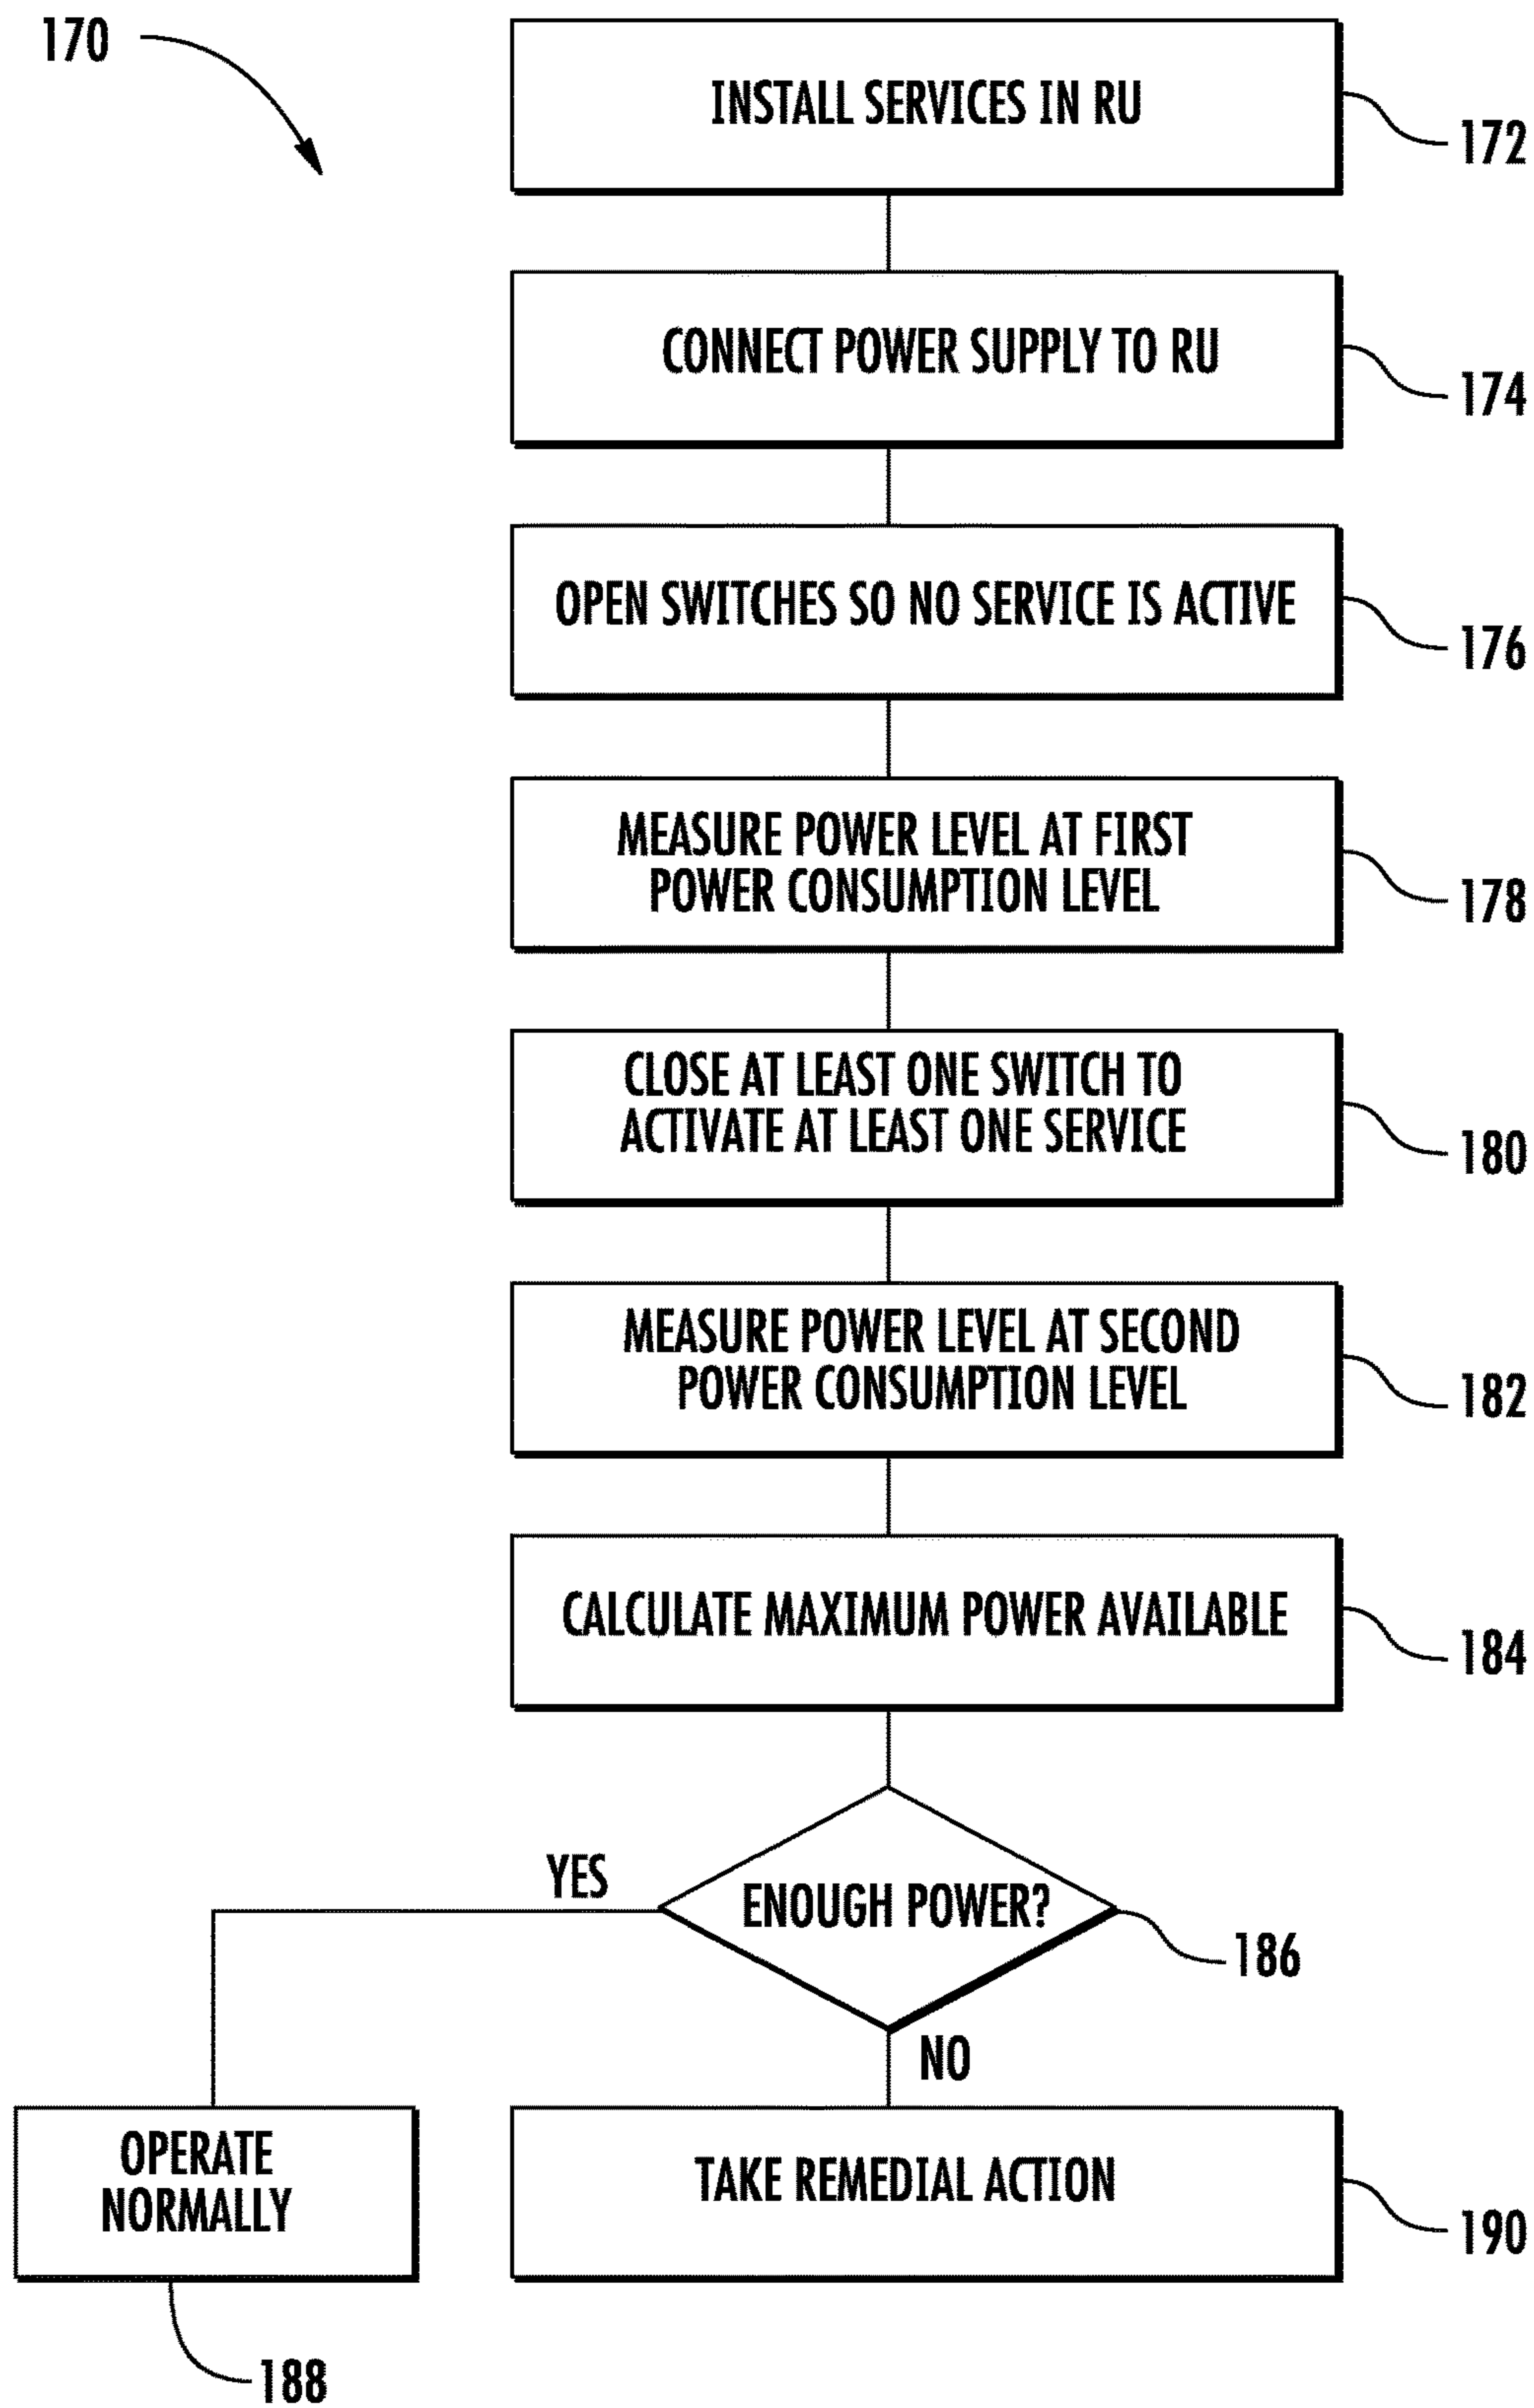 170
INSTALL SERVICES IN RU
172
CONNECT POWER SUPPLY TO RU
174
OPEN SWITCHES SO NO SERVICE IS ACTIVE
176
MEASURE POWER LEVEL AT FIRST
POWER CONSUMPTION LEVEL
178
CLOSE AT LEAST ONE SWITCH TO
ACTIVATE AT LEAST ONE SERVICE
180
MEASURE POWER LEVEL AT SECOND
POWER CONSUMPTION LEVEL
182
CALCULATE MAXIMUM POWER AVAILABLE
184
YES
ENOUGH POWER?
186
NO
OPERATE
NORMALLY
188
TAKE REMEDIAL ACTION
190